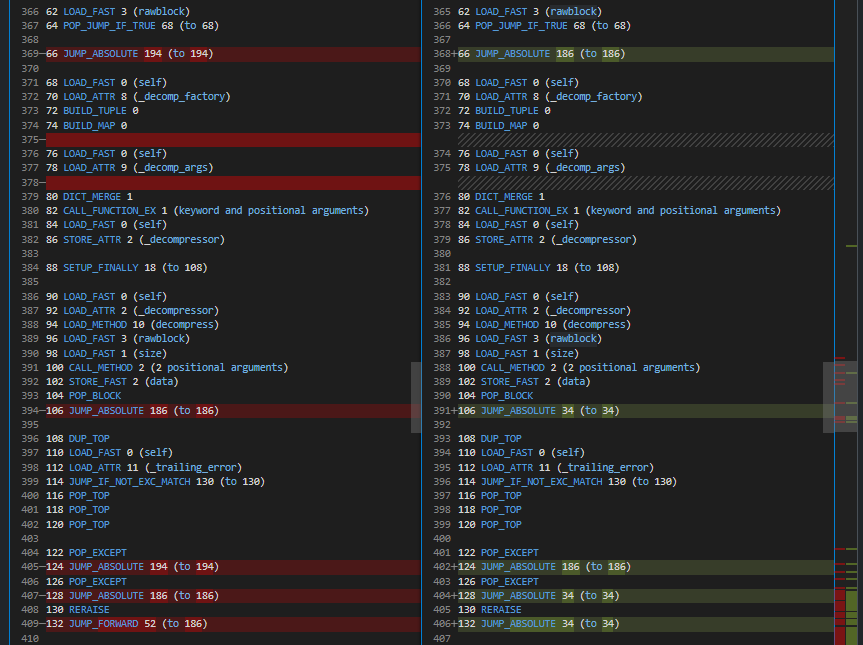 366 62 LOAD_FAST 3 (rawblock)
367 64 POP_JUMP_IF_TRUE 68 (to 68)
368
369— 66 JUMP_ABSOLUTE 194 (to 194)
370
371 68 LOAD_FAST 0 (self)
372 70 LOAD_ATTR 8 (_decomp_factory)
373 72 BUILD_TUPLE 0
374 74 BUILD_MAP 0
375—
376 76 LOAD_FAST 0 (self)
377 78 LOAD_ATTR 9 (_decomp_args)
378—
379 80 DICT_MERGE 1
380 82 CALL_FUNCTION_EX 1 (keyword and positional arguments)
381 84 LOAD_FAST 0 (self)
382 86 STORE_ATTR 2 (_decompressor)
383
384 88 SETUP_FINALLY 18 (to 108)
385
386 90 LOAD_FAST 0 (self)
387 92 LOAD_ATTR 2 (_decompressor)
388 94 LOAD_METHOD 10 (decompress)
389 96 LOAD_FAST 3 (rawblock)
390 98 LOAD_FAST 1 (size)
391 100 CALL_METHOD 2 (2 positional arguments)
392 102 STORE_FAST 2 (data)
393 104 POP_BLOCK
394— 106 JUMP_ABSOLUTE 186 (to 186)
395
396 108 DUP_TOP
397 110 LOAD_FAST 0 (self)
398 112 LOAD_ATTR 11 (_trailing_error)
399 114 JUMP_IF_NOT_EXC_MATCH 130 (to 130)
400 116 POP_TOP
401 118 POP_TOP
402 120 POP_TOP
403
404 122 POP_EXCEPT
405— 124 JUMP_ABSOLUTE 194 (to 194)
406 126 POP_EXCEPT
407— 128 JUMP_ABSOLUTE 186 (to 186)
408 130 RERAISE
409— 132 JUMP_FORWARD 52 (to 186)
410
365 62 LOAD_FAST 3 (rawblock)
366 64 POP_JUMP_IF_TRUE 68 (to 68)
367
368+ 66 JUMP_ABSOLUTE 186 (to 186)
369
370 68 LOAD_FAST 0 (self)
371 70 LOAD_ATTR 8 (_decomp_factory)
372 72 BUILD_TUPLE 0
373 74 BUILD_MAP 0
374 76 LOAD_FAST 0 (self)
375 78 LOAD_ATTR 9 (_decomp_args)
376 80 DICT_MERGE 1
377 82 CALL_FUNCTION_EX 1 (keyword and positional arguments)
378 84 LOAD_FAST 0 (self)
379 86 STORE_ATTR 2 (_decompressor)
380
381 88 SETUP_FINALLY 18 (to 108)
382
383 90 LOAD_FAST 0 (self)
384 92 LOAD_ATTR 2 (_decompressor)
385 94 LOAD_METHOD 10 (decompress)
386 96 LOAD_FAST 3 (rawblock)
387 98 LOAD_FAST 1 (size)
388 100 CALL_METHOD 2 (2 positional arguments)
389 102 STORE_FAST 2 (data)
390 104 POP_BLOCK
391+ 106 JUMP_ABSOLUTE 34 (to 34)
392
393 108 DUP_TOP
394 110 LOAD_FAST 0 (self)
395 112 LOAD_ATTR 11 (_trailing_error)
396 114 JUMP_IF_NOT_EXC_MATCH 130 (to 130)
397 116 POP_TOP
398 118 POP_TOP
399 120 POP_TOP
400
401 122 POP_EXCEPT
402+ 124 JUMP_ABSOLUTE 186 (to 186)
403 126 POP_EXCEPT
404+ 128 JUMP_ABSOLUTE 34 (to 34)
405 130 RERAISE
406+ 132 JUMP_ABSOLUTE 34 (to 34)
407